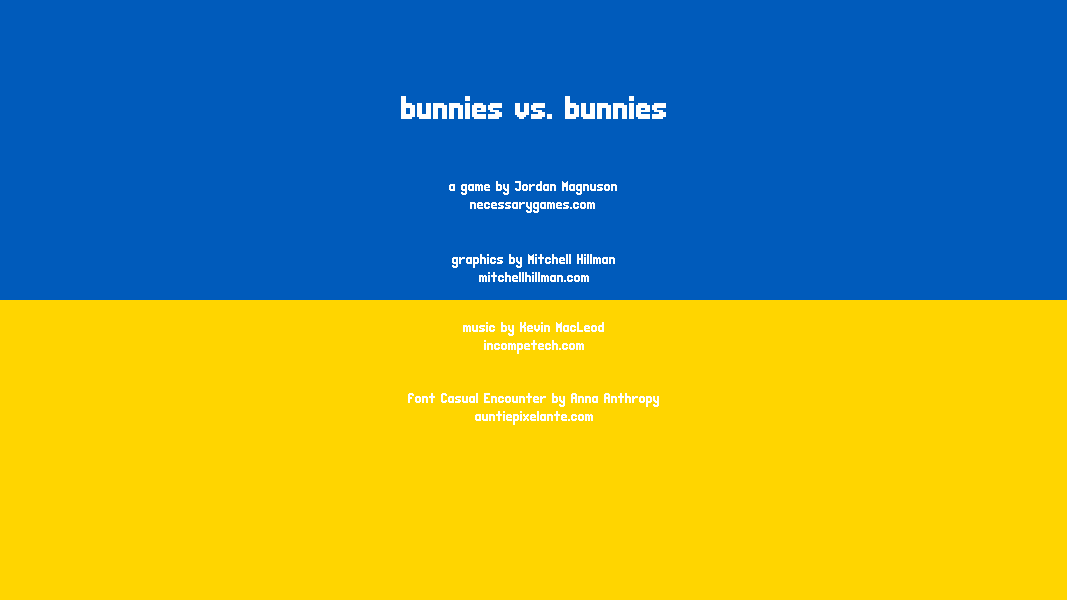 bunnies vs. bunnies
a game by Jordan Magnuson
necessarygames.com
graphics by Mitchell Hillman
mitchellhillman.com
music by Kevin MacLeod
incompetech.com
Font Casual Encounter by Anna Anthropy
auntiepixelante.com